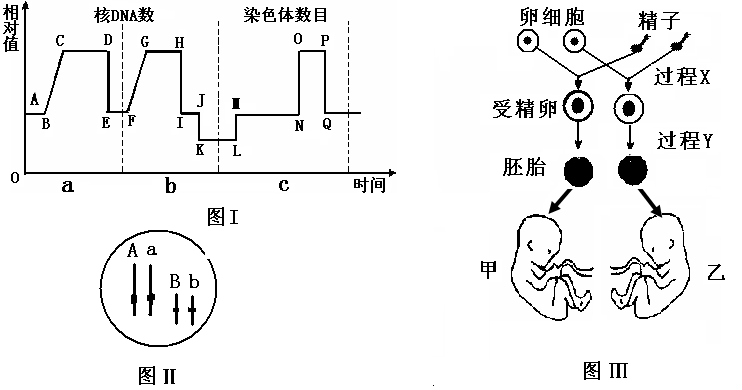 相对值
核DNA数
染色体数目
C D G H O P
A B E F I J K L M N Q
O
a b c
时间
图I
A a
B b
图II
卵细胞
精子
过程X
受精卵
过程Y
胚胎
甲
乙
图III